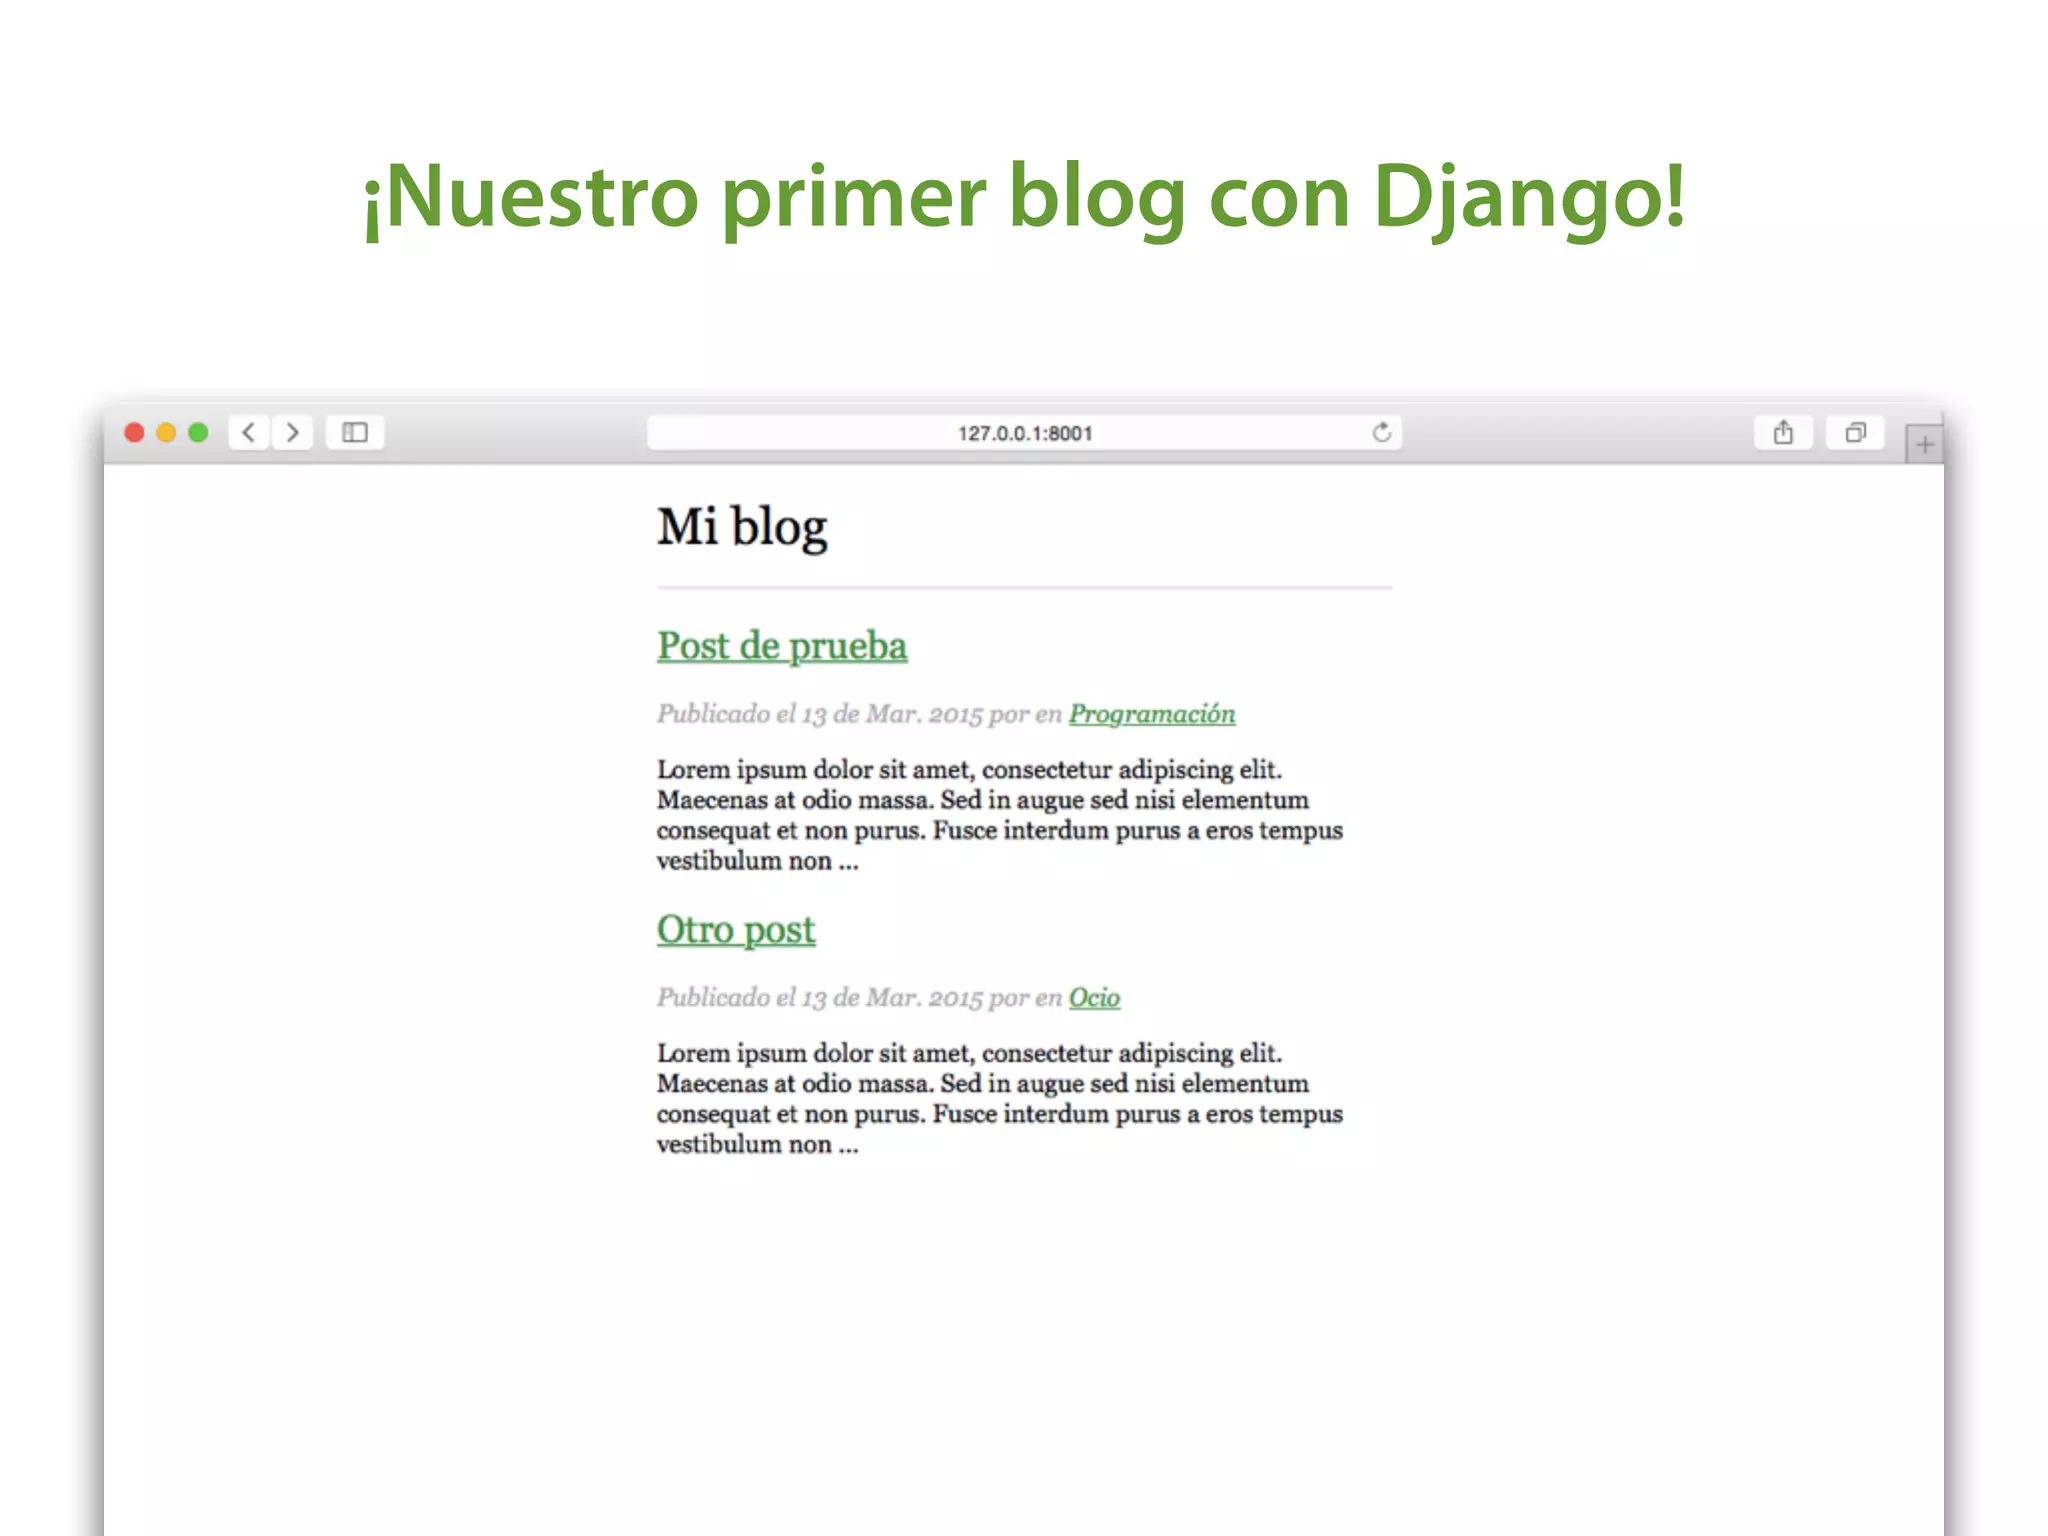 ¡Nuestro primer blog con Django!
127.0.0.1:8001
Mi blog
Post de prueba
Publicado el 13 de Mar. 2015 por en Programación
Lorem ipsum dolor sit amet, consectetur adipiscing elit.
Maecenas at odio massa. Sed in augue sed nisi elementum
consequat et non purus. Fusce interdum purus a eros tempus
vestibulum non ...
Otro post
Publicado el 13 de Mar. 2015 por en Ocio
Lorem ipsum dolor sit amet, consectetur adipiscing elit.
Maecenas at odio massa. Sed in augue sed nisi elementum
consequat et non purus. Fusce interdum purus a eros tempus
vestibulum non ...